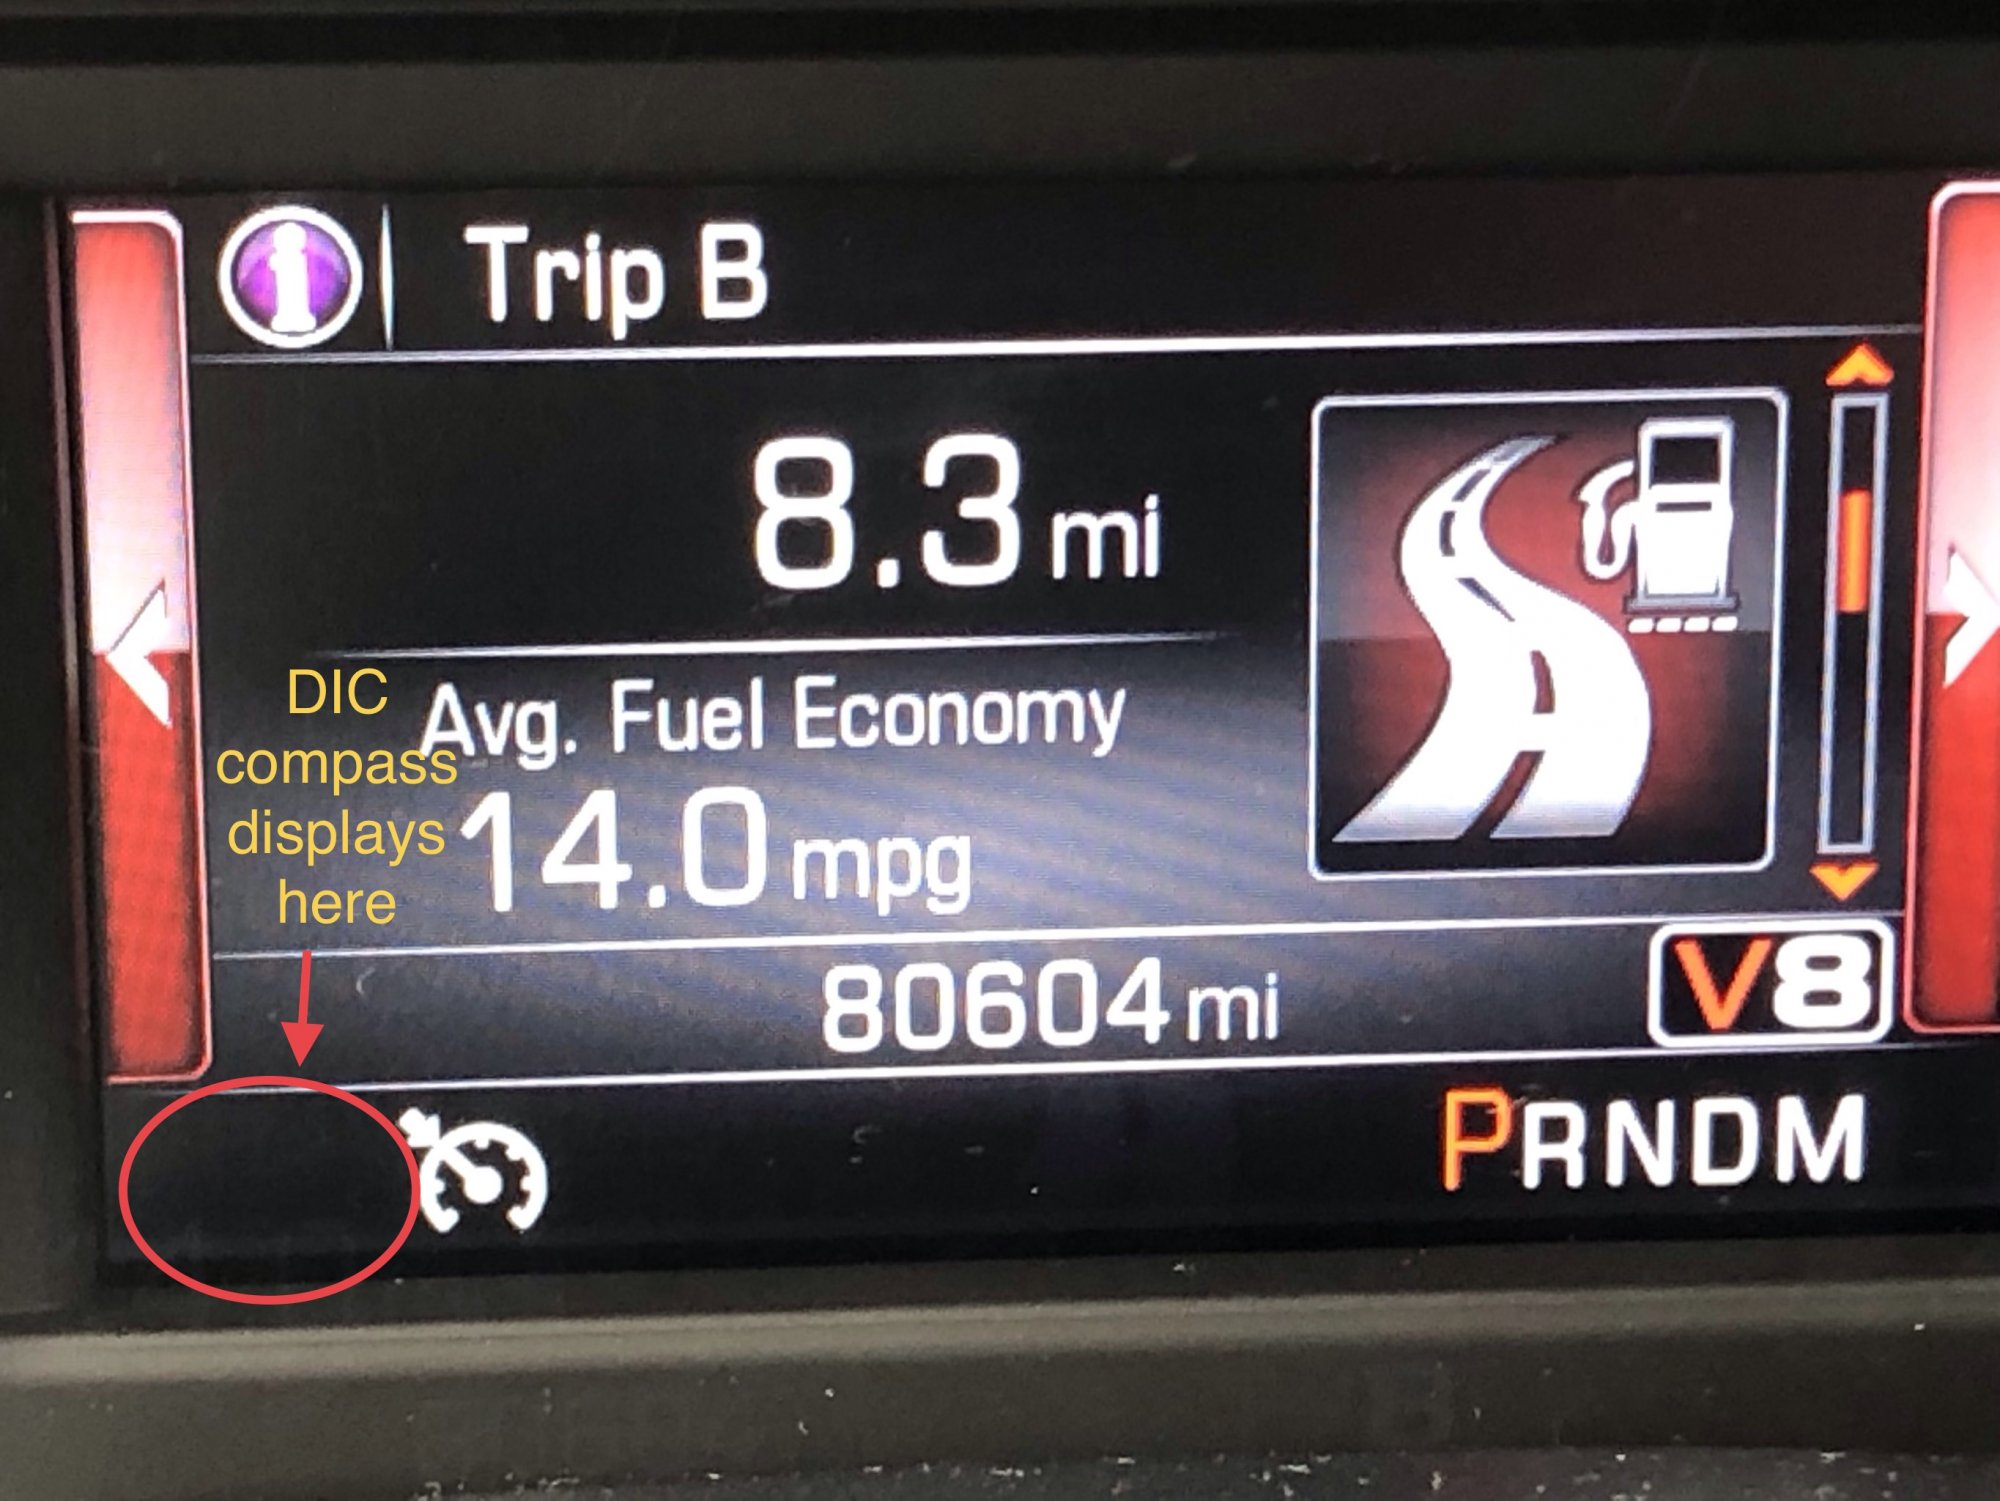 Trip B
8.3 mi
Avg. Fuel Economy
14.0 mpg
DIC
compass
displays
here
80604 mi
V8
PRNDM